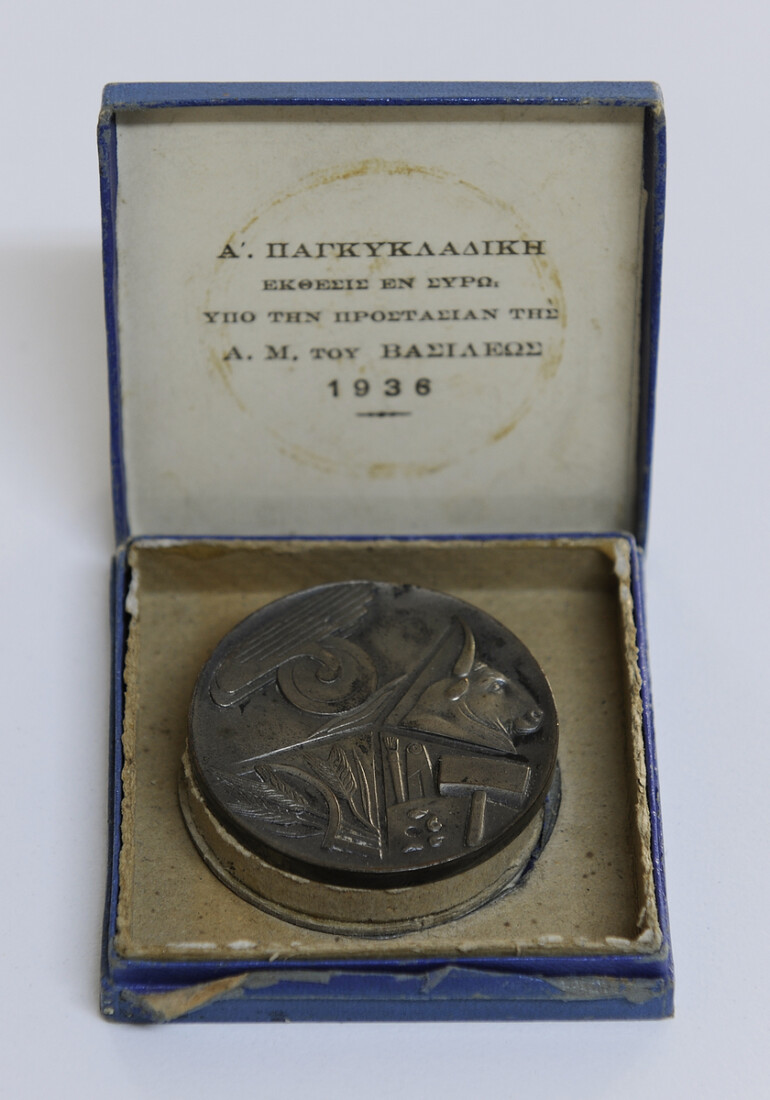 Α΄. ΠΑΓΚΥΚΛΑΔΙΚΗ
ΕΚΘΕΣΙΣ ΕΝ ΣΥΡΩ:
ΥΠΟ ΤΗΝ ΠΡΟΣΤΑΣΙΑΝ ΤΗΣ
Α. Μ. ΤΟΥ ΒΑΣΙΛΕΩΣ
1936